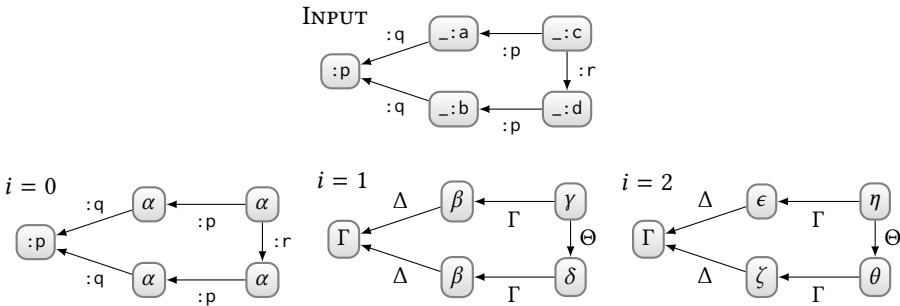 INPUT
_:a
_:c
:q
:p
:p
:r
:q
_:b
:p
_:d
i = 0
:q
α
α
:p
:p
:r
:q
α
:p
α
i = 1
Δ
β
γ
Γ
Γ
Θ
Δ
β
Γ
δ
i = 2
Δ
ϵ
η
Γ
Γ
Θ
Δ
ζ
Γ
θ